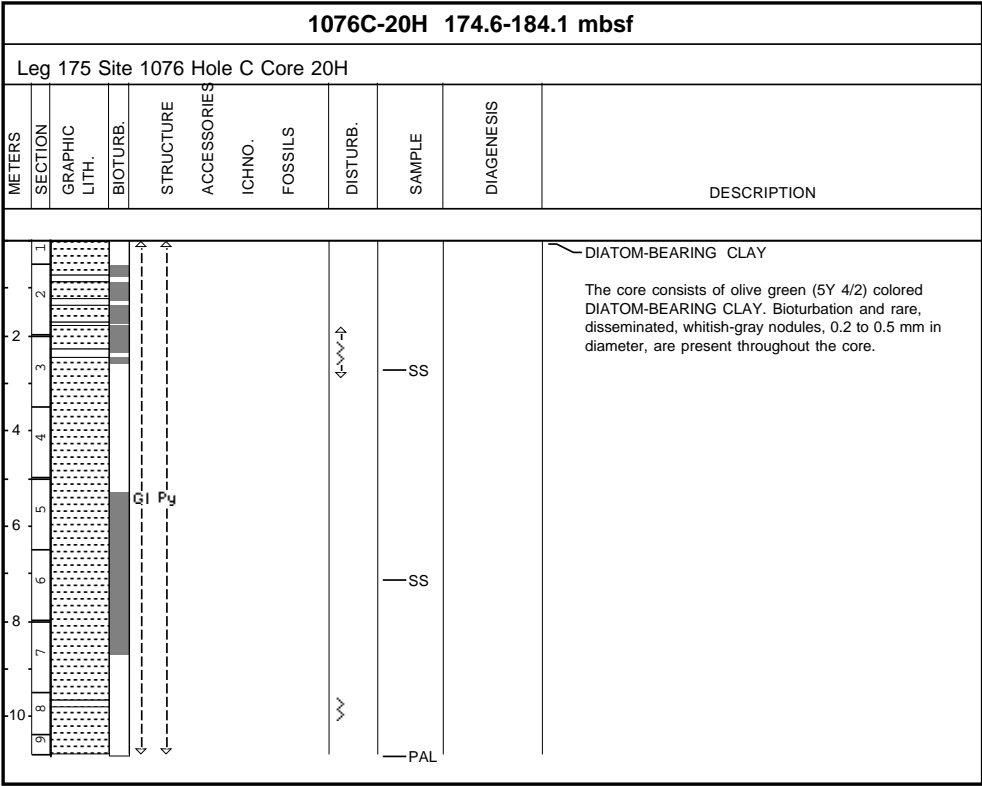 1076C-20H 174.6-184.1 mbsf
Leg 175 Site 1076 Hole C Core 20H
METERS
SECTION
GRAPHIC
LITH.
BIOTURB.
STRUCTURE
ACCESSORIES
ICHNO.
FOSSILS
DISTURB.
SAMPLE
DIAGENESIS
DESCRIPTION
1
2
3
4
5
6
7
8
9
2
4
6
8
10
Gl Py
SS
SS
PAL
DIATOM-BEARING CLAY
The core consists of olive green (5Y 4/2) colored
DIATOM-BEARING CLAY. Bioturbation and rare,
disseminated, whitish-gray nodules, 0.2 to 0.5 mm in
diameter, are present throughout the core.